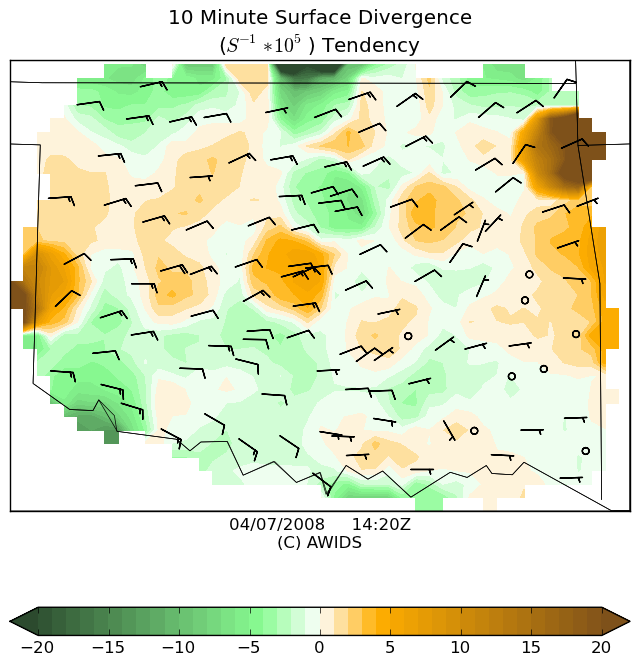 10 Minute Surface Divergence
($S^{-1} * 10^5$ ) Tendency
04/07/2008 14:20Z
(C) AWIDS
−20 −15 −10 −5 0 5 10 15 20